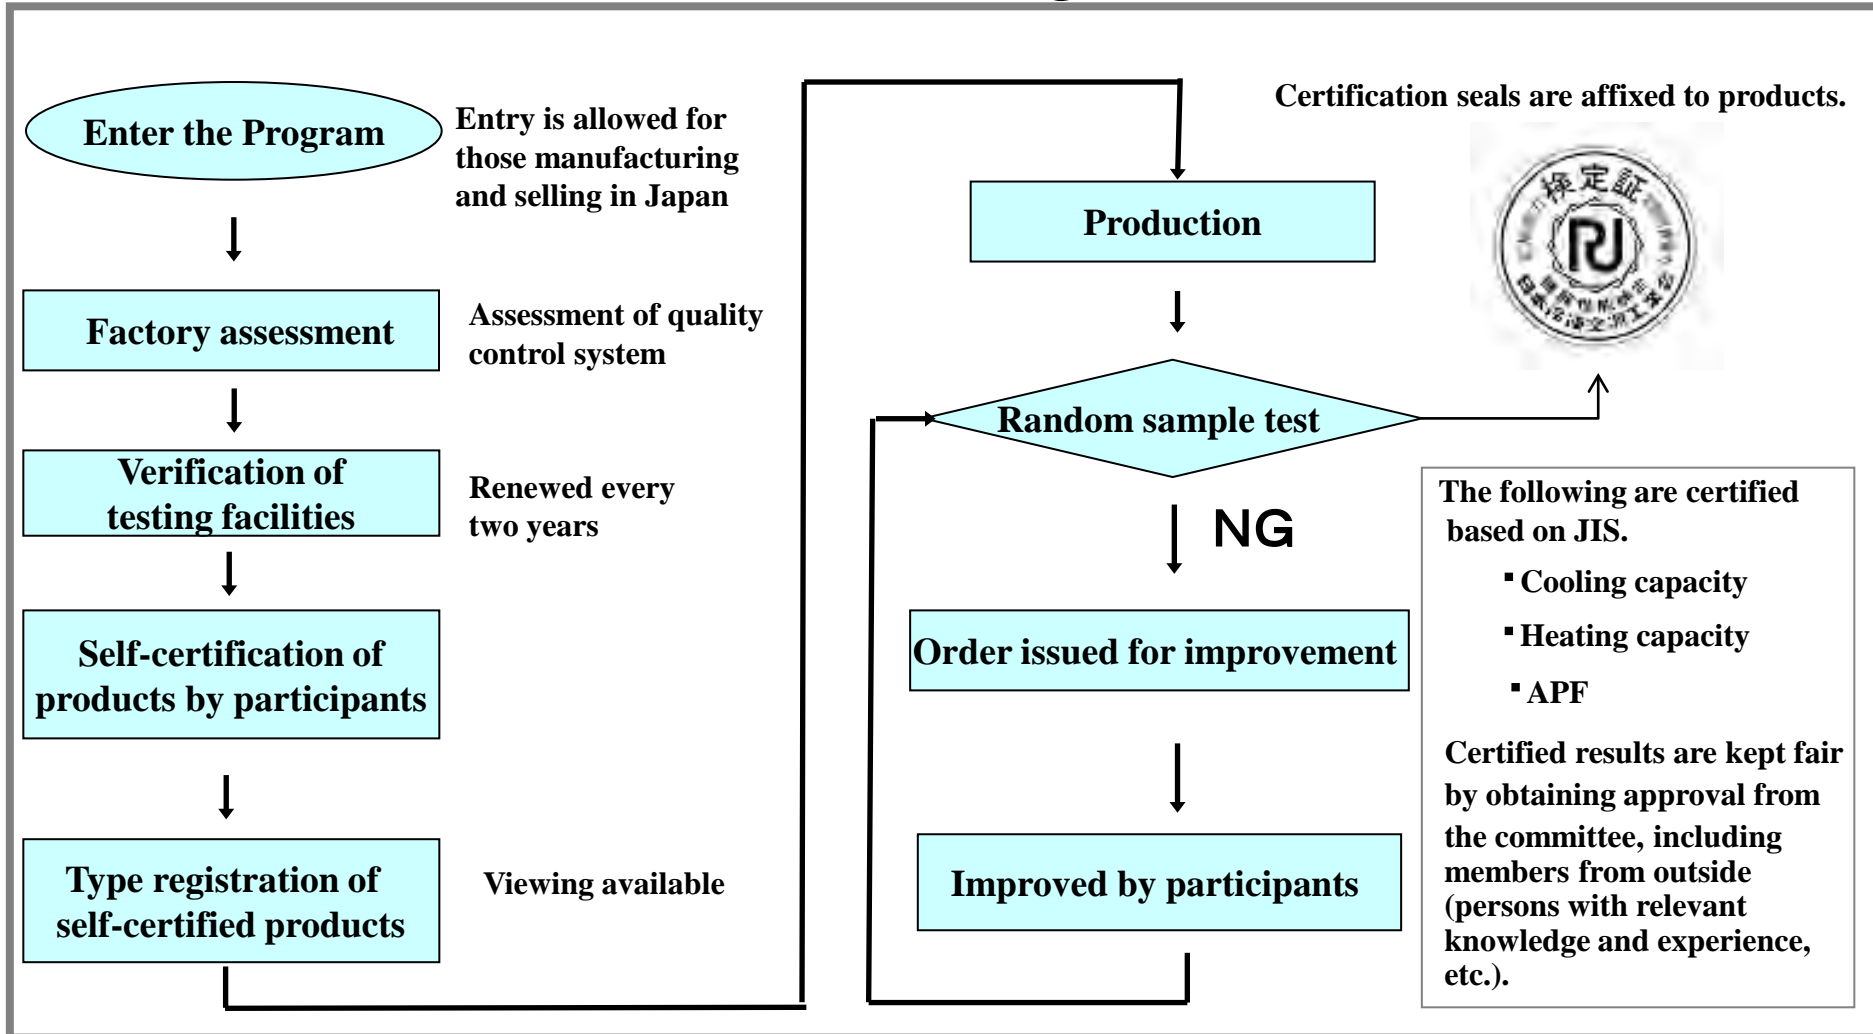 Enter the Program
Entry is allowed for
those manufacturing
and selling in Japan
Factory assessment
Assessment of quality
control system
Verification of
testing facilities
Renewed every
two years
Self-certification of
products by participants
Type registration of
self-certified products
Viewing available
Production
Random sample test
NG
Order issued for improvement
Improved by participants
Certification seals are affixed to products.
検定証
The following are certified
based on JIS.
▪ Cooling capacity
▪ Heating capacity
▪ APF
Certified results are kept fair
by obtaining approval from
the committee, including
members from outside
(persons with relevant
knowledge and experience,
etc.).